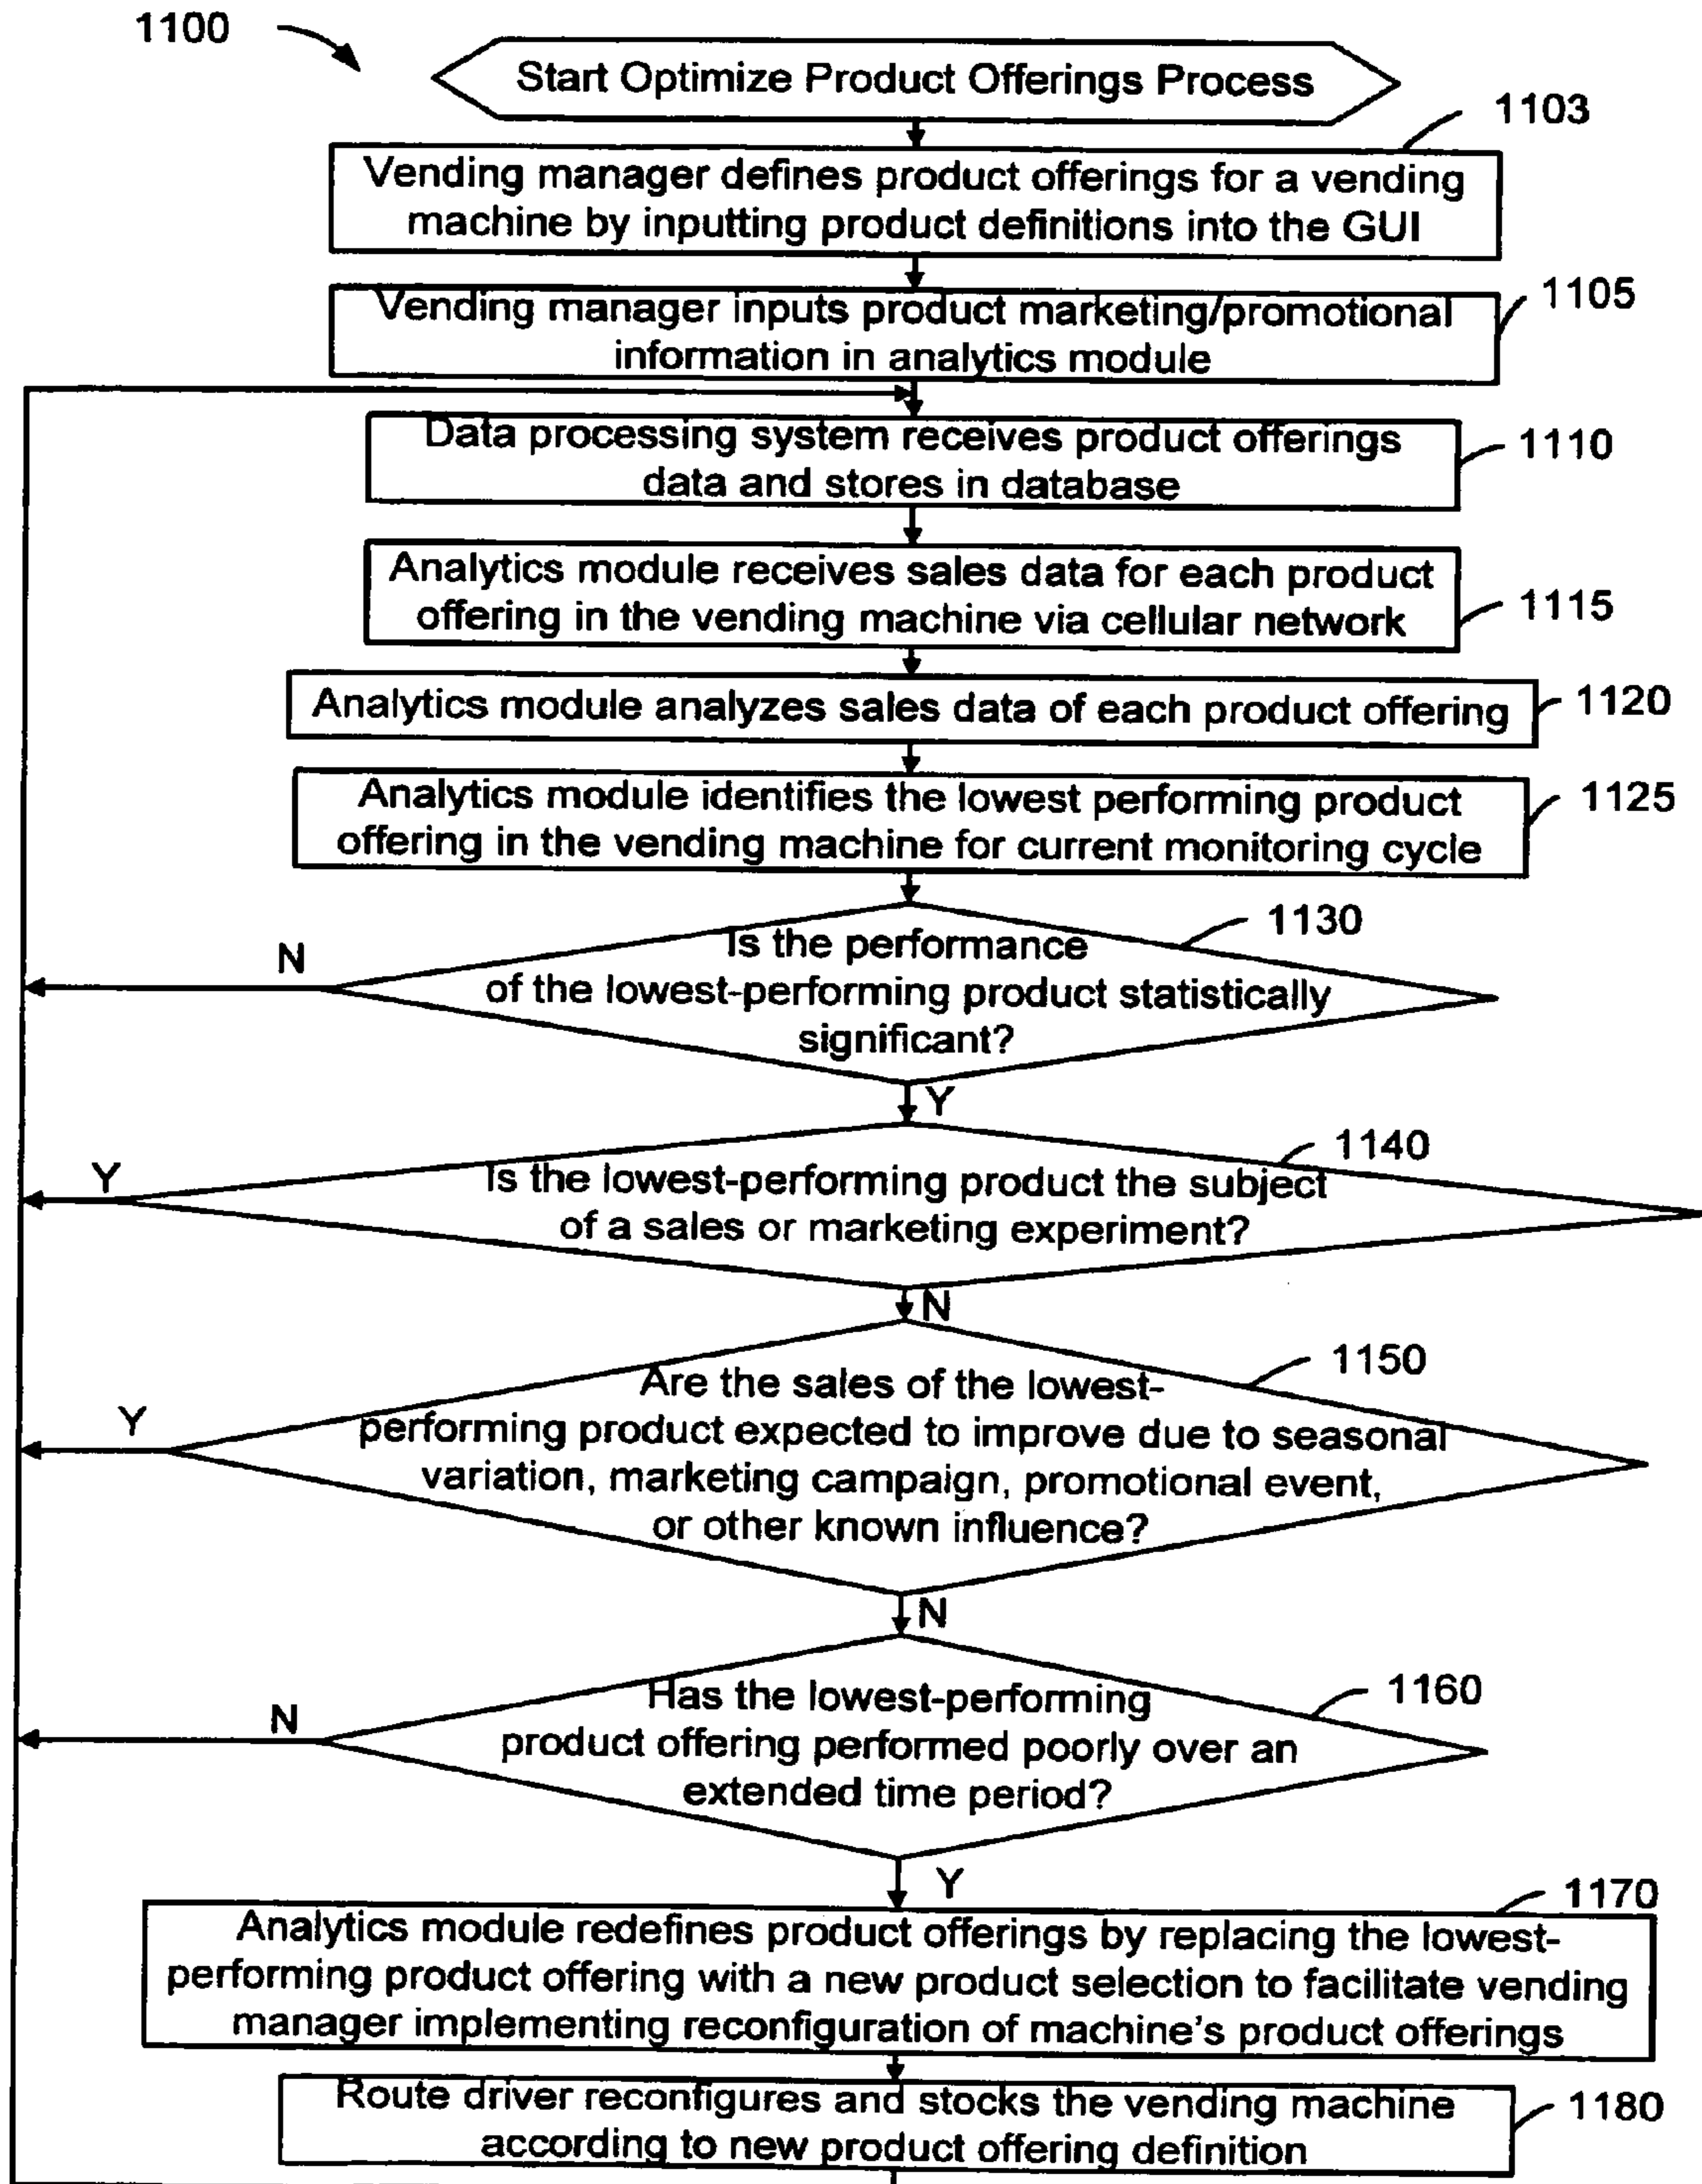 1100
Start Optimize Product Offerings Process
1103
Vending manager defines product offerings for a vending
machine by inputting product definitions into the GUI
1105
Vending manager inputs product marketing/promotional
information in analytics module
Data processing system receives product offerings
data and stores in database
1110
Analytics module receives sales data for each product
offering in the vending machine via cellular network
1115
Analytics module analyzes sales data of each product offering
1120
Analytics module identifies the lowest performing product
offering in the vending machine for current monitoring cycle
1125
1130
Is the performance
of the lowest-performing product statistically
significant?
N
Y
1140
Is the lowest-performing product the subject
of a sales or marketing experiment?
Y
N
1150
Are the sales of the lowest-
performing product expected to improve due to seasonal
variation, marketing campaign, promotional event,
or other known influence?
Y
N
1160
Has the lowest-performing
product offering performed poorly over an
extended time period?
N
Y
1170
Analytics module redefines product offerings by replacing the lowest-
performing product offering with a new product selection to facilitate vending
manager implementing reconfiguration of machine's product offerings
Route driver reconfigures and stocks the vending machine
according to new product offering definition
1180